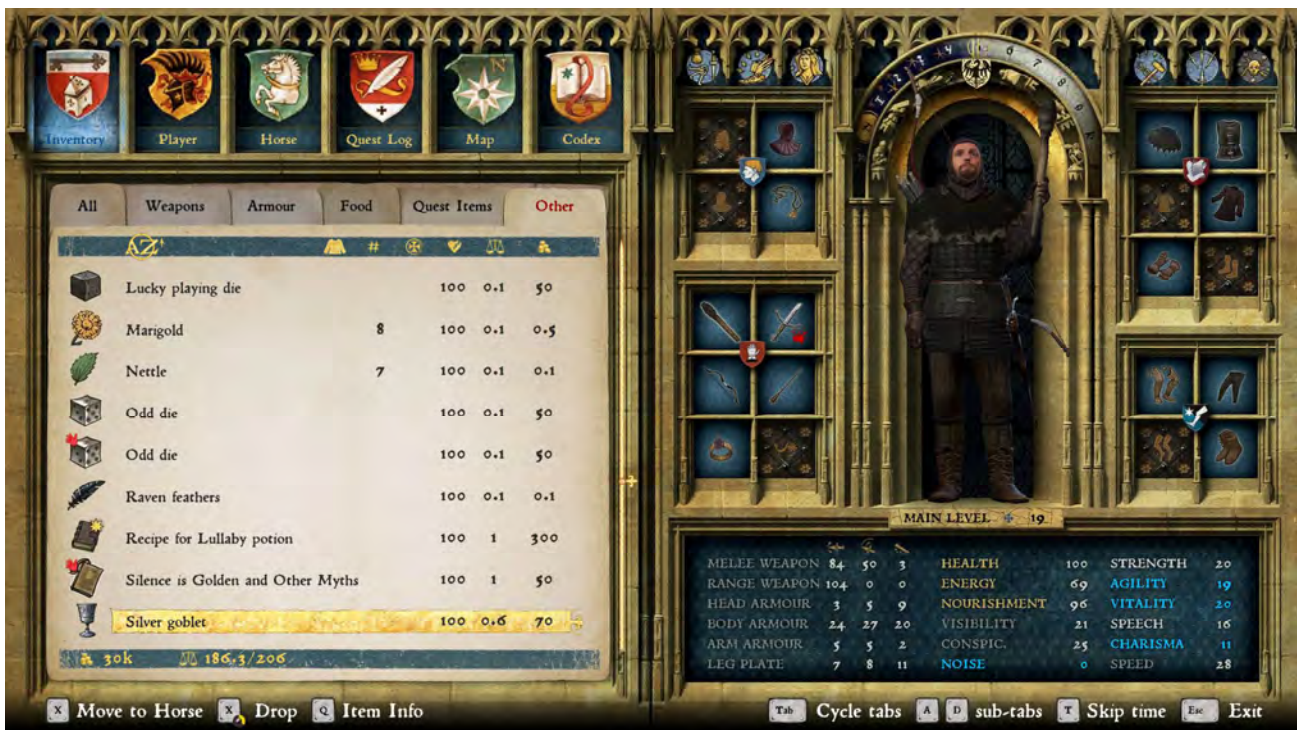 Inventory Player Horse Quest Log Map Codex
All Weapons Armour Food Quest Items Other
AZ #
Lucky playing die 100 0.1 50
Marigold 8 100 0.1 0.5
Nettle 7 100 0.1 0.1
Odd die 100 0.1 50
Odd die 100 0.1 50
Raven feathers 100 0.1 0.1
Recipe for Lullaby potion 100 1 300
Silence is Golden and Other Myths 100 1 50
Silver goblet 100 0.6 70
30k 186.3/206
X Move to Horse X Drop Q Item Info
MAIN LEVEL 19
MELEE WEAPON 84 50 3 HEALTH 100 STRENGTH 20
RANGE WEAPON 104 0 0 ENERGY 69 AGILITY 19
HEAD ARMOUR 3 5 9 NOURISHMENT 96 VITALITY 20
BODY ARMOUR 24 27 20 VISIBILITY 21 SPEECH 16
ARM ARMOUR 5 5 2 CONSPIC. 25 CHARISMA 11
LEG PLATE 7 8 11 NOISE 0 SPEED 28
Tab Cycle tabs A D sub-tabs T Skip time Esc Exit